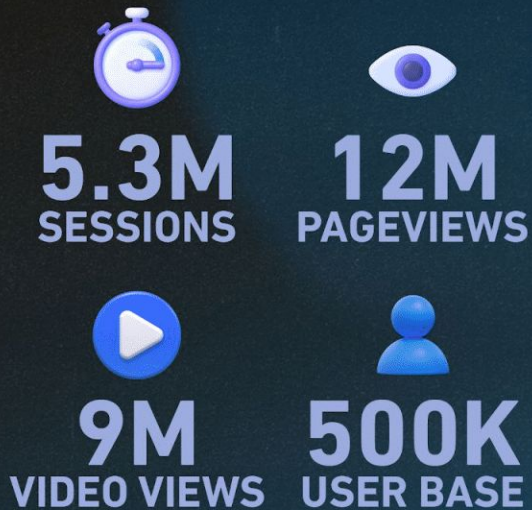 5.3M
SESSIONS
12M
PAGEVIEWS
9M
VIDEO VIEWS
500K
USER BASE